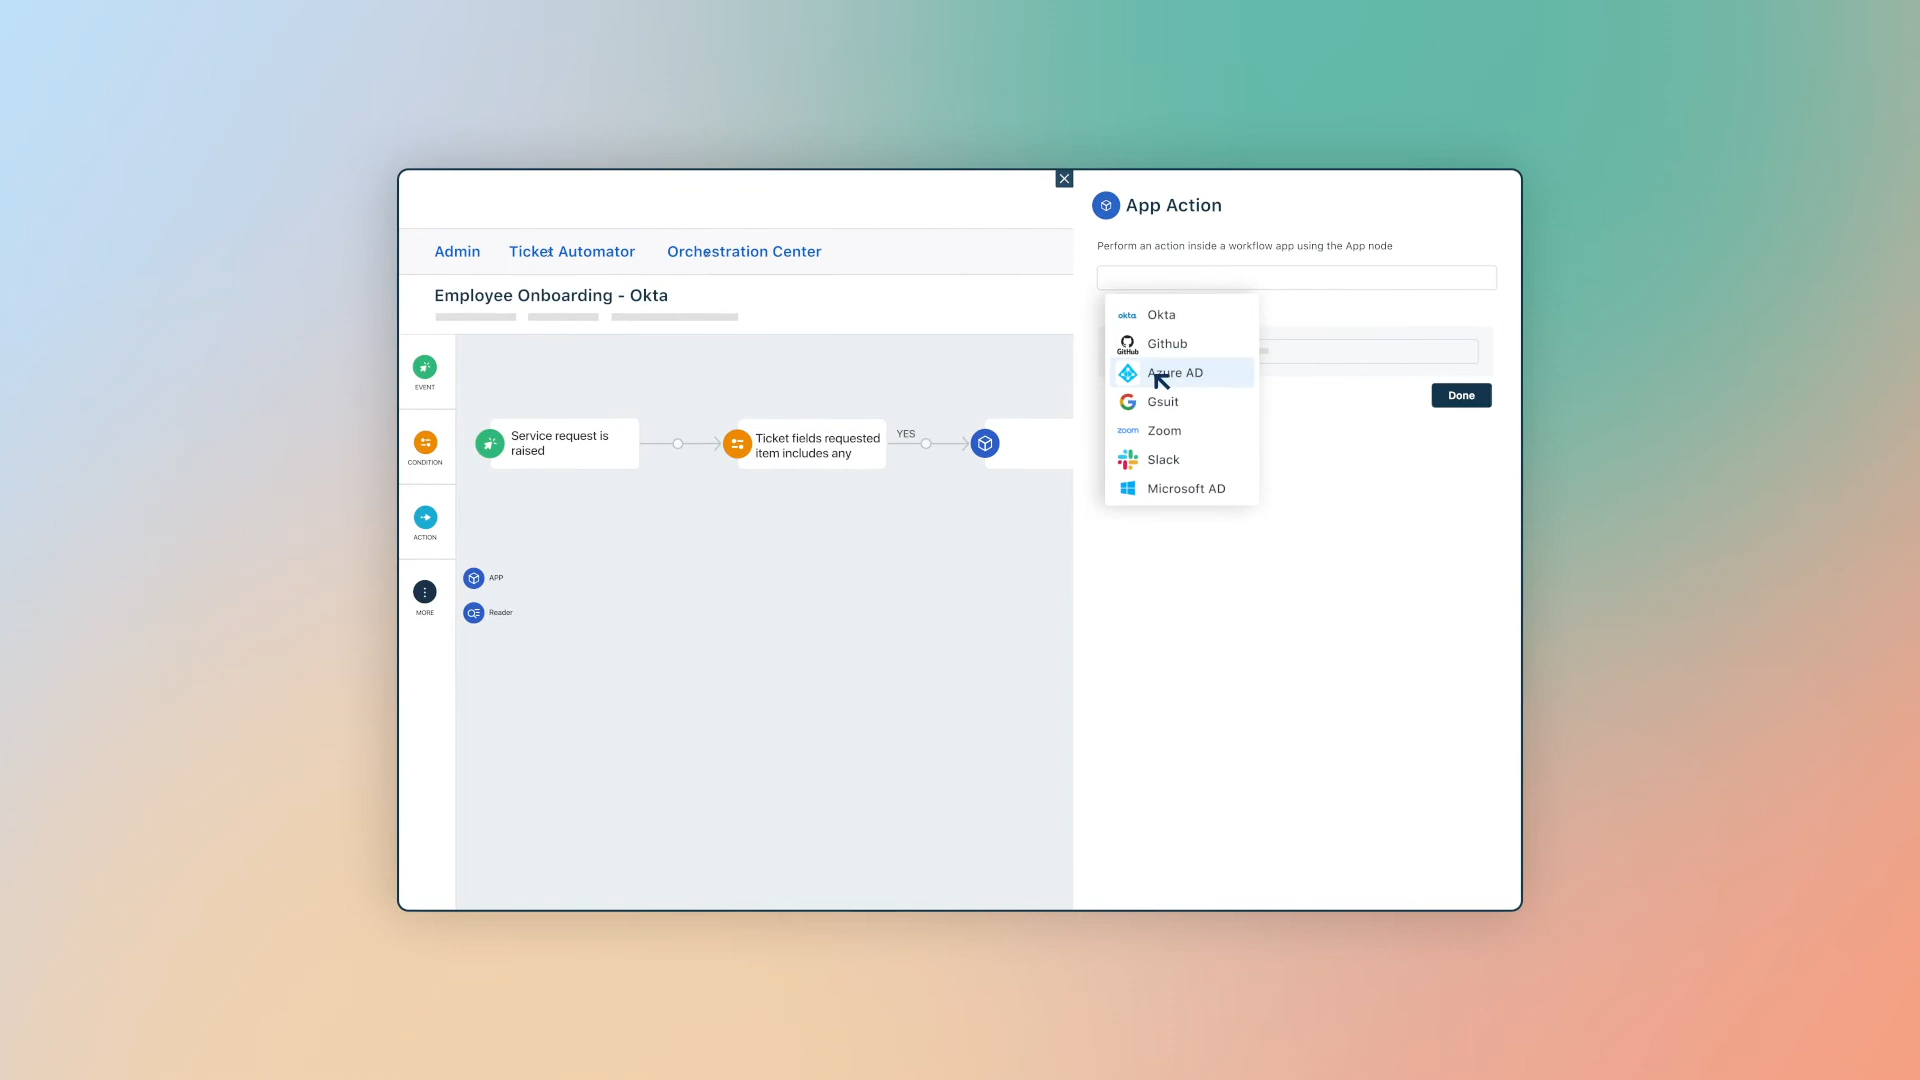 App Action
Admin
Ticket Automator
Orchestration Center
Perform an action inside a workflow app using the App node
Employee Onboarding - Okta
okta
Okta
GitHub
Github
Azure AD
Gsuit
zoom
Zoom
Slack
Microsoft AD
Done
EVENT
CONDITION
ACTION
MORE
Service request is
raised
Ticket fields requested
item includes any
YES
APP
Reader